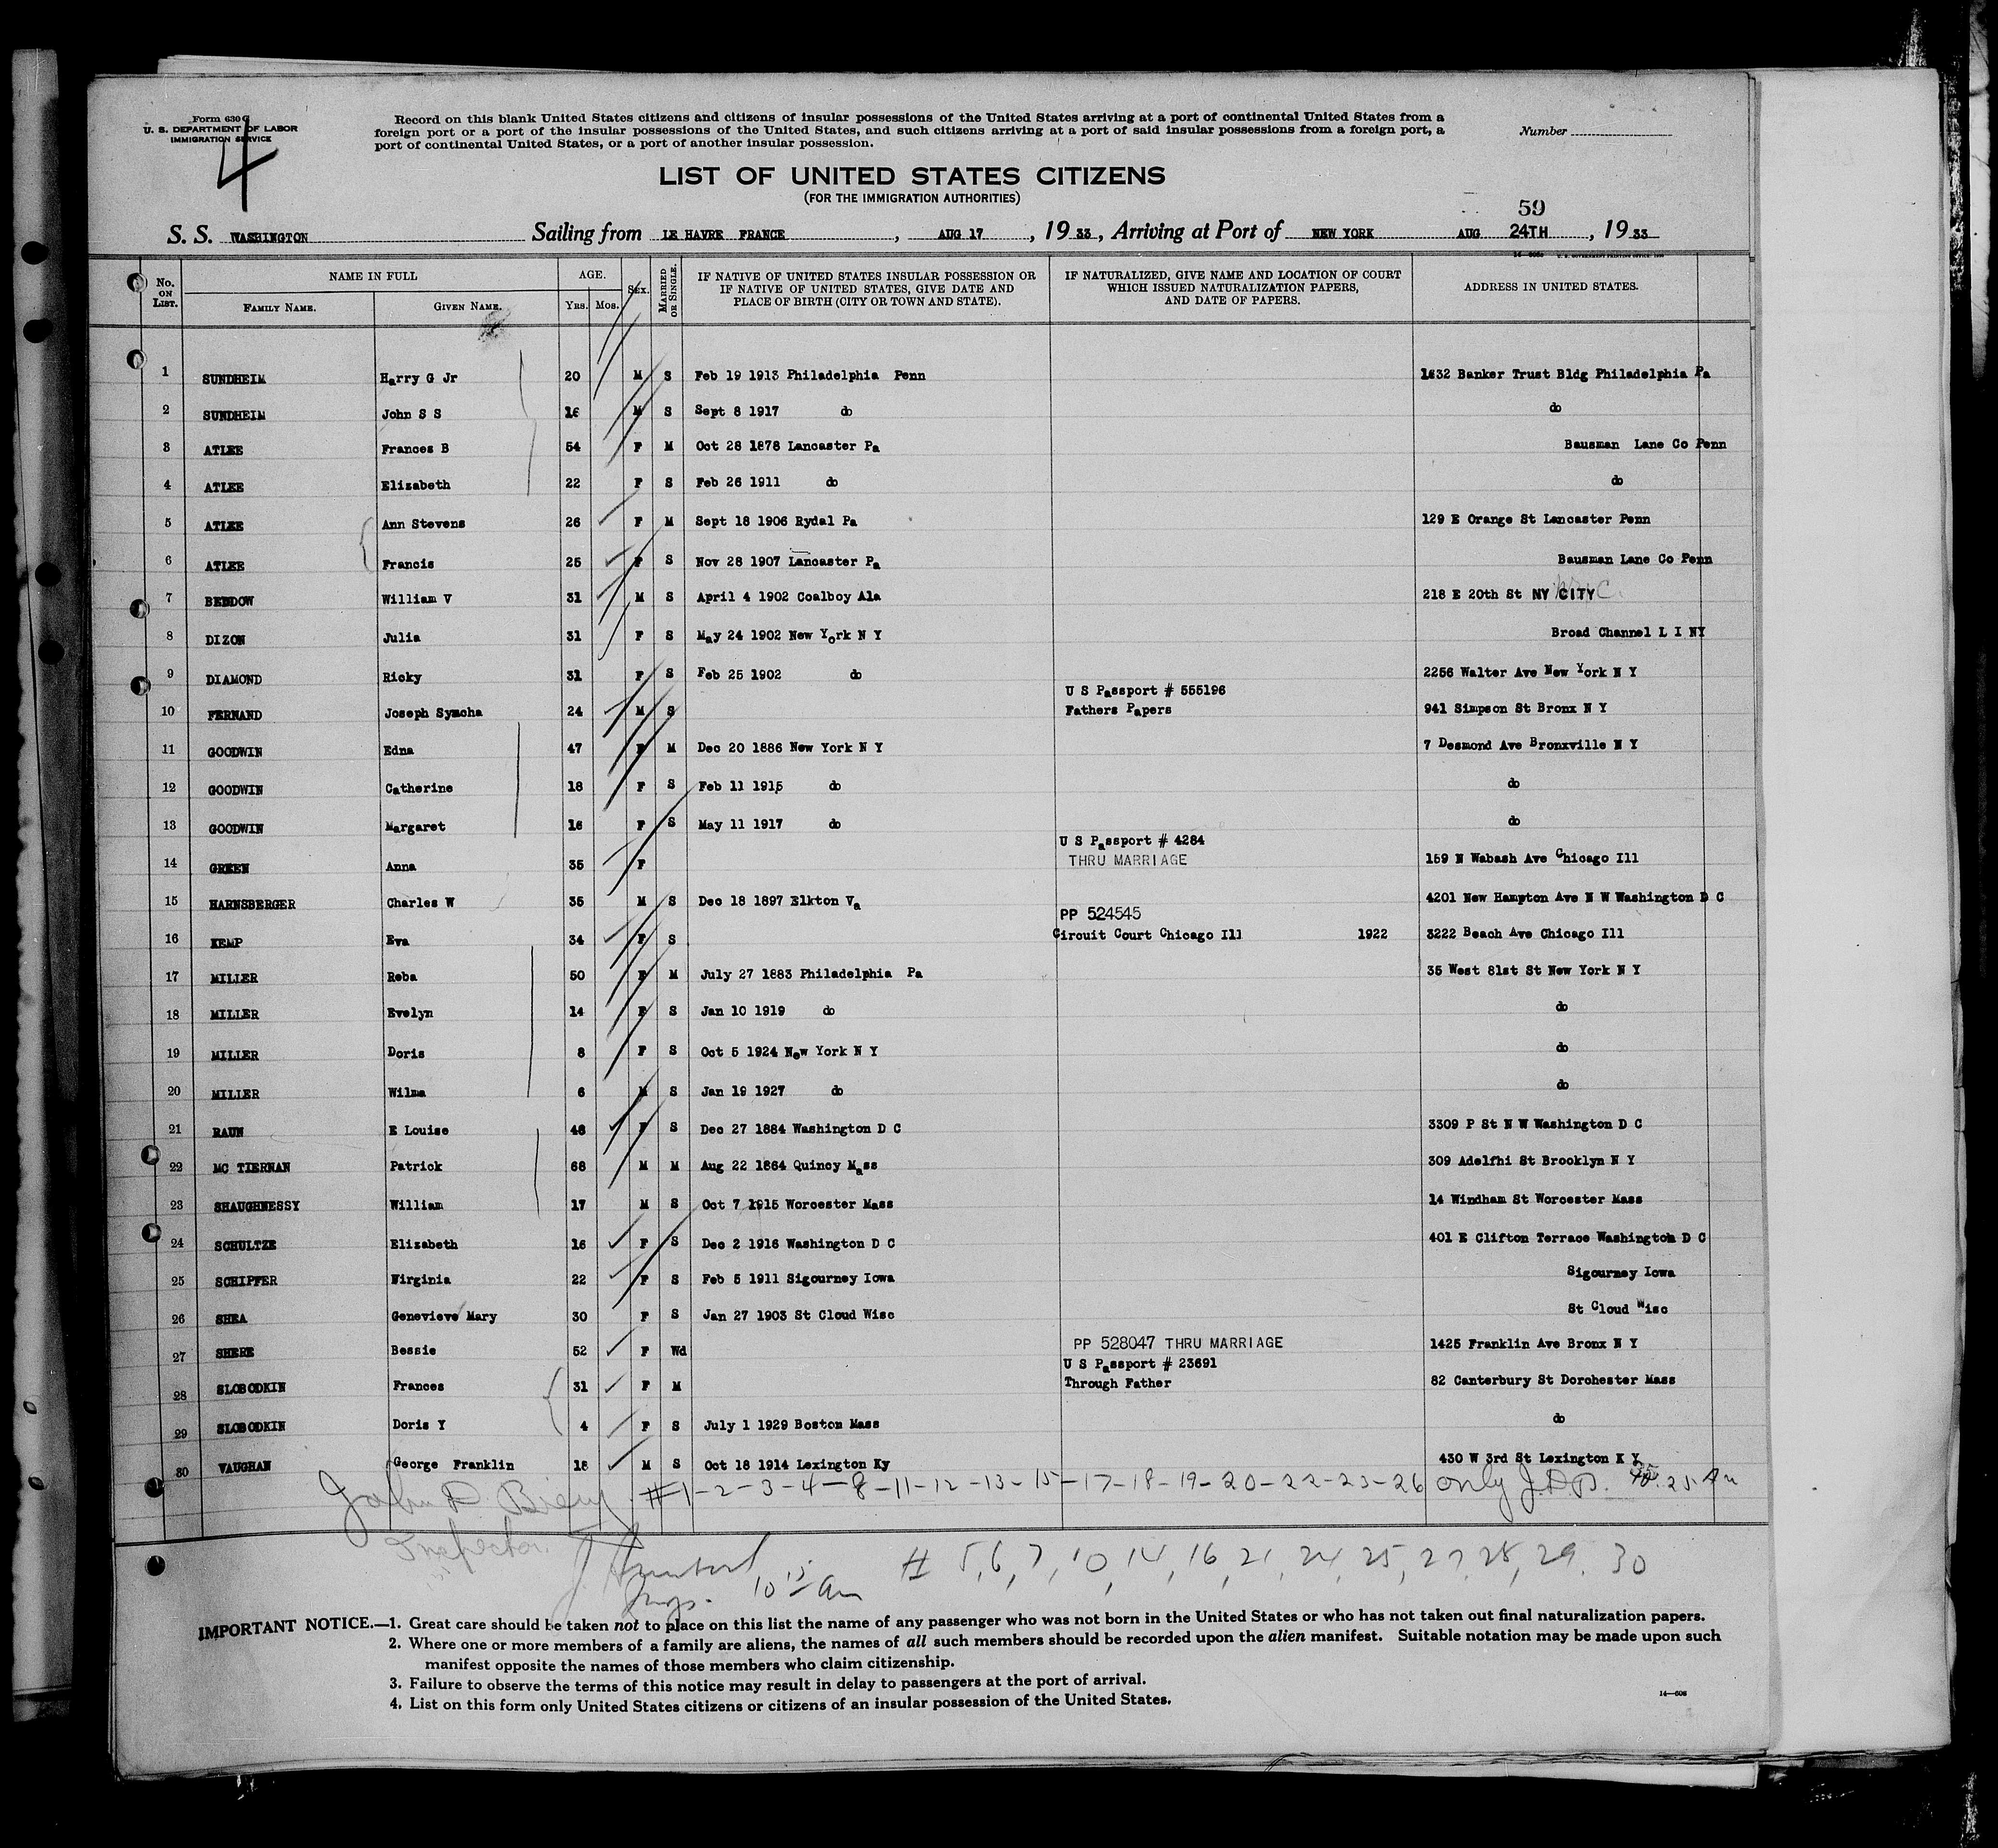 Form 630
U. S. DEPARTMENT OF LABOR
IMMIGRATION SERVICE
4
Record on this blank United States citizens and citizens of insular possessions of the United States arriving at a port of continental United States from a
foreign port or a port of the insular possessions of the United States, and such citizens arriving at a port of said insular possessions from a foreign port, a
port of continental United States, or a port of another insular possession.
Number
LIST OF UNITED STATES CITIZENS
(FOR THE IMMIGRATION AUTHORITIES)
59
S. S. WASHINGTON Sailing from LE HAVRE FRANCE, AUG 17, 1933, Arriving at Port of NEW YORK AUG 24TH, 1933
No. ON LIST. NAME IN FULL FAMILY NAME. GIVEN NAME. AGE. YRS. MOS. SEX. MARRIED OR SINGLE. IF NATIVE OF UNITED STATES INSULAR POSSESSION OR IF NATIVE OF UNITED STATES, GIVE DATE AND PLACE OF BIRTH (CITY OR TOWN AND STATE). IF NATURALIZED, GIVE NAME AND LOCATION OF COURT WHICH ISSUED NATURALIZATION PAPERS, AND DATE OF PAPERS. ADDRESS IN UNITED STATES.
1 SUNDHEIM Harry G Jr 20 M S Feb 19 1913 Philadelphia Penn 1632 Banker Trust Bldg Philadelphia Pa
2 SUNDHEIM John S S 16 M S Sept 8 1917 do do
3 ATLEE Frances B 54 F M Oct 28 1878 Lancaster Pa Bausman Lane Co Penn
4 ATLEE Elizabeth 22 F S Feb 26 1911 do do
5 ATLEE Ann Stevens 26 F M Sept 18 1906 Rydal Pa 129 E Orange St Lancaster Penn
6 ATLEE Francis 25 F S Nov 28 1907 Lancaster Pa Bausman Lane Co Penn
7 BEDDOW William V 31 M S April 4 1902 Coalboy Ala 218 E 20th St NY CITY
8 DIZON Julia 31 F S May 24 1902 New York N Y Broad Channel L I NY
9 DIAMOND Ricky 31 F S Feb 25 1902 do 2256 Walter Ave New York N Y
U S Passport # 555196
10 FERNAND Joseph Symcha 24 M S Fathers Papers 941 Simpson St Bronx N Y
11 GOODWIN Edna 47 F M Dec 20 1886 New York N Y 7 Desmond Ave Bronxville N Y
12 GOODWIN Catherine 18 F S Feb 11 1915 do do
13 GOODWIN Margaret 16 F S May 11 1917 do do
U S Passport # 4284
14 GREEN Anna 35 F THRU MARRIAGE 159 N Wabash Ave Chicago Ill
15 HARNSBERGER Charles W 35 M S Dec 18 1897 Elkton Va 4201 New Hampton Ave N W Washington D C
PP 524545
16 KEMP Eva 34 F S Circuit Court Chicago Ill 1922 3222 Beach Ave Chicago Ill
17 MILLER Reba 50 F M July 27 1883 Philadelphia Pa 35 West 81st St New York N Y
18 MILLER Evelyn 14 F S Jan 10 1919 do do
19 MILLER Doris 8 F S Oct 5 1924 New York N Y do
20 MILLER Wilma 6 M S Jan 19 1927 do do
21 RAUN E Louise 48 F S Dec 27 1884 Washington D C 3309 P St N W Washington D C
22 MC TIERNAN Patrick 68 M M Aug 22 1864 Quincy Mass 309 Adelfhi St Brooklyn N Y
23 SHAUGHNESSY William 17 M S Oct 7 1915 Worcester Mass 14 Windham St Worcester Mass
24 SCHULTZE Elizabeth 16 F S Dec 2 1916 Washington D C 401 E Clifton Terrace Washington D C
25 SCHIPFER Virginia 22 F S Feb 5 1911 Sigourney Iowa Sigourney Iowa
26 SHEA Genevieve Mary 30 F S Jan 27 1903 St Cloud Wisc St Cloud Wisc
27 SHERE Bessie 52 F Wd PP 528047 THRU MARRIAGE 1425 Franklin Ave Bronx N Y
U S Passport # 23691
28 SLOBODKIN Frances 31 F M Through Father 82 Canterbury St Dorchester Mass
29 SLOBODKIN Doris Y 4 F S July 1 1929 Boston Mass do
30 VAUGHAN George Franklin 18 M S Oct 18 1914 Lexington Ky 430 W 3rd St Lexington K Y
John D. #1-2-3-4-8-11-12-13-15-17-18-19-20-22-23-26 only J.D.B.
Inspector.
10 15 am # 5, 6, 7, 10, 14, 16, 21, 24, 25, 27, 28, 29, 30
IMPORTANT NOTICE.—1. Great care should be taken not to place on this list the name of any passenger who was not born in the United States or who has not taken out final naturalization papers.
2. Where one or more members of a family are aliens, the names of all such members should be recorded upon the alien manifest. Suitable notation may be made upon such
manifest opposite the names of those members who claim citizenship.
3. Failure to observe the terms of this notice may result in delay to passengers at the port of arrival.
4. List on this form only United States citizens or citizens of an insular possession of the United States.